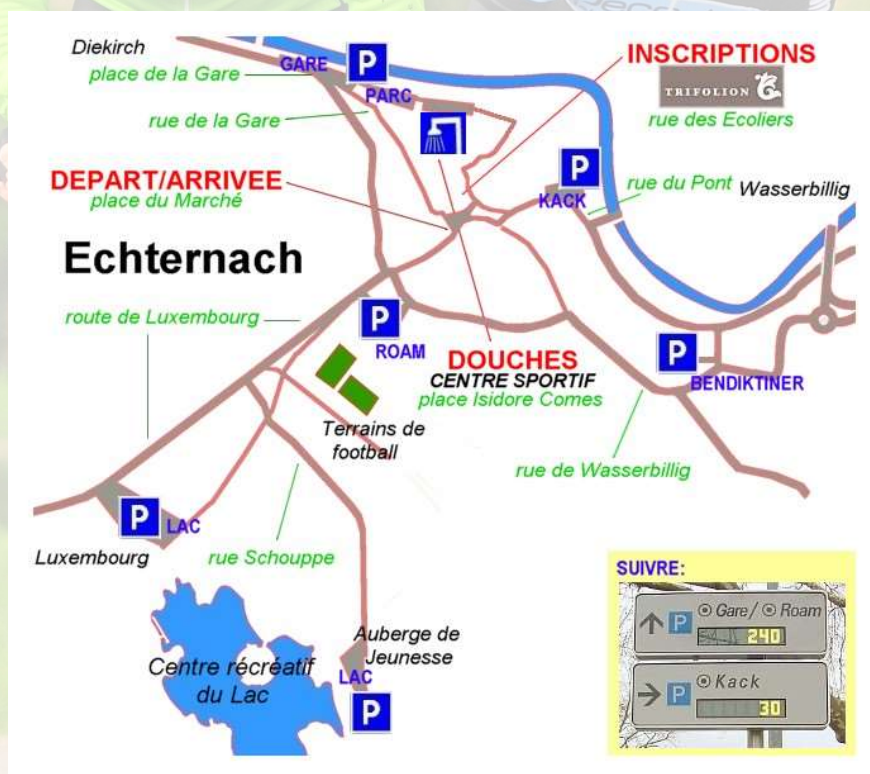 Diekirch
GARE
P
INSCRIPTIONS
place de la Gare
PARC
TRIFOLION
rue de la Gare
rue des Ecoliers
DEPART/ARRIVEE
place du Marché
P
KACK
rue du Pont
Wasserbillig
Echternach
route de Luxembourg
P
ROAM
DOUCHES
CENTRE SPORTIF
place Isidore Comes
P
BENDIKTINER
Terrains de
football
rue de Wasserbillig
P
LAC
Luxembourg
rue Schouppe
Centre récréatif
du Lac
Auberge de
Jeunesse
LAC
P
SUIVRE:
P Gare/ Roam
240
P Kack
30